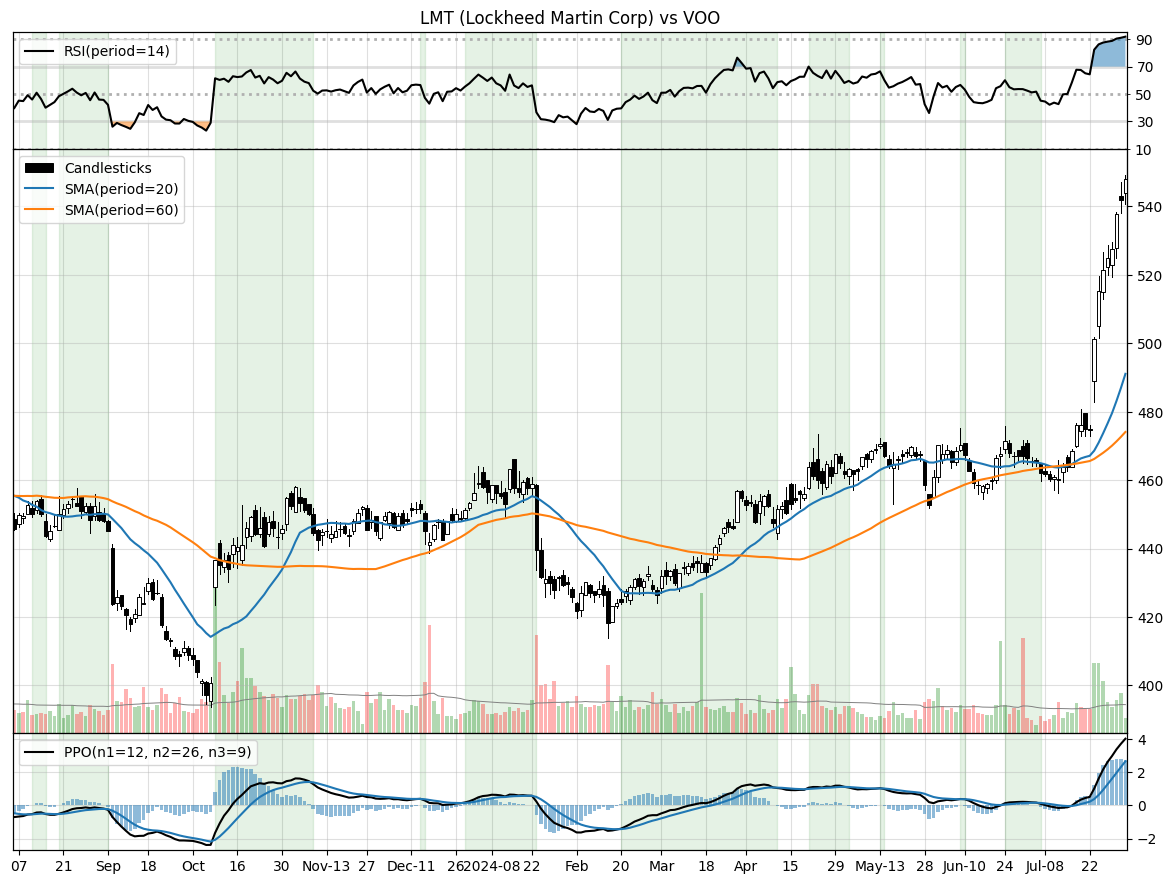 LMT (Lockheed Martin Corp) vs VOO
RSI(period=14)
90
70
50
30
10
Candlesticks
SMA(period=20)
SMA(period=60)
540
520
500
480
460
440
420
400
PPO(n1=12, n2=26, n3=9)
4
2
0
−2
07 21 Sep 18 Oct 16 30 Nov-13 27 Dec-11 26 2024-08 22 Feb 20 Mar 18 Apr 15 29 May-13 28 Jun-10 24 Jul-08 22